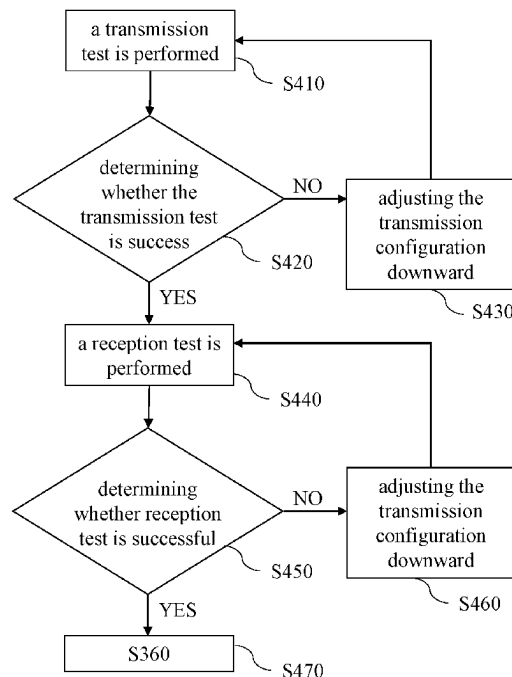 a transmission
test is performed
S410
determining
whether the
transmission test
is success
NO
S420
adjusting the
transmission
configuration
downward
S430
YES
a reception test is
performed
S440
determining
whether reception
test is successful
NO
S450
adjusting the
transmission
configuration
downward
S460
YES
S360
S470